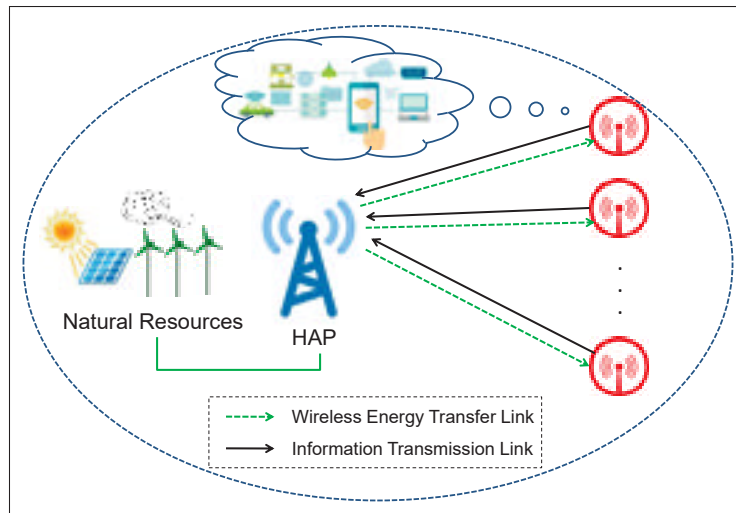 Natural Resources
HAP
Wireless Energy Transfer Link
Information Transmission Link